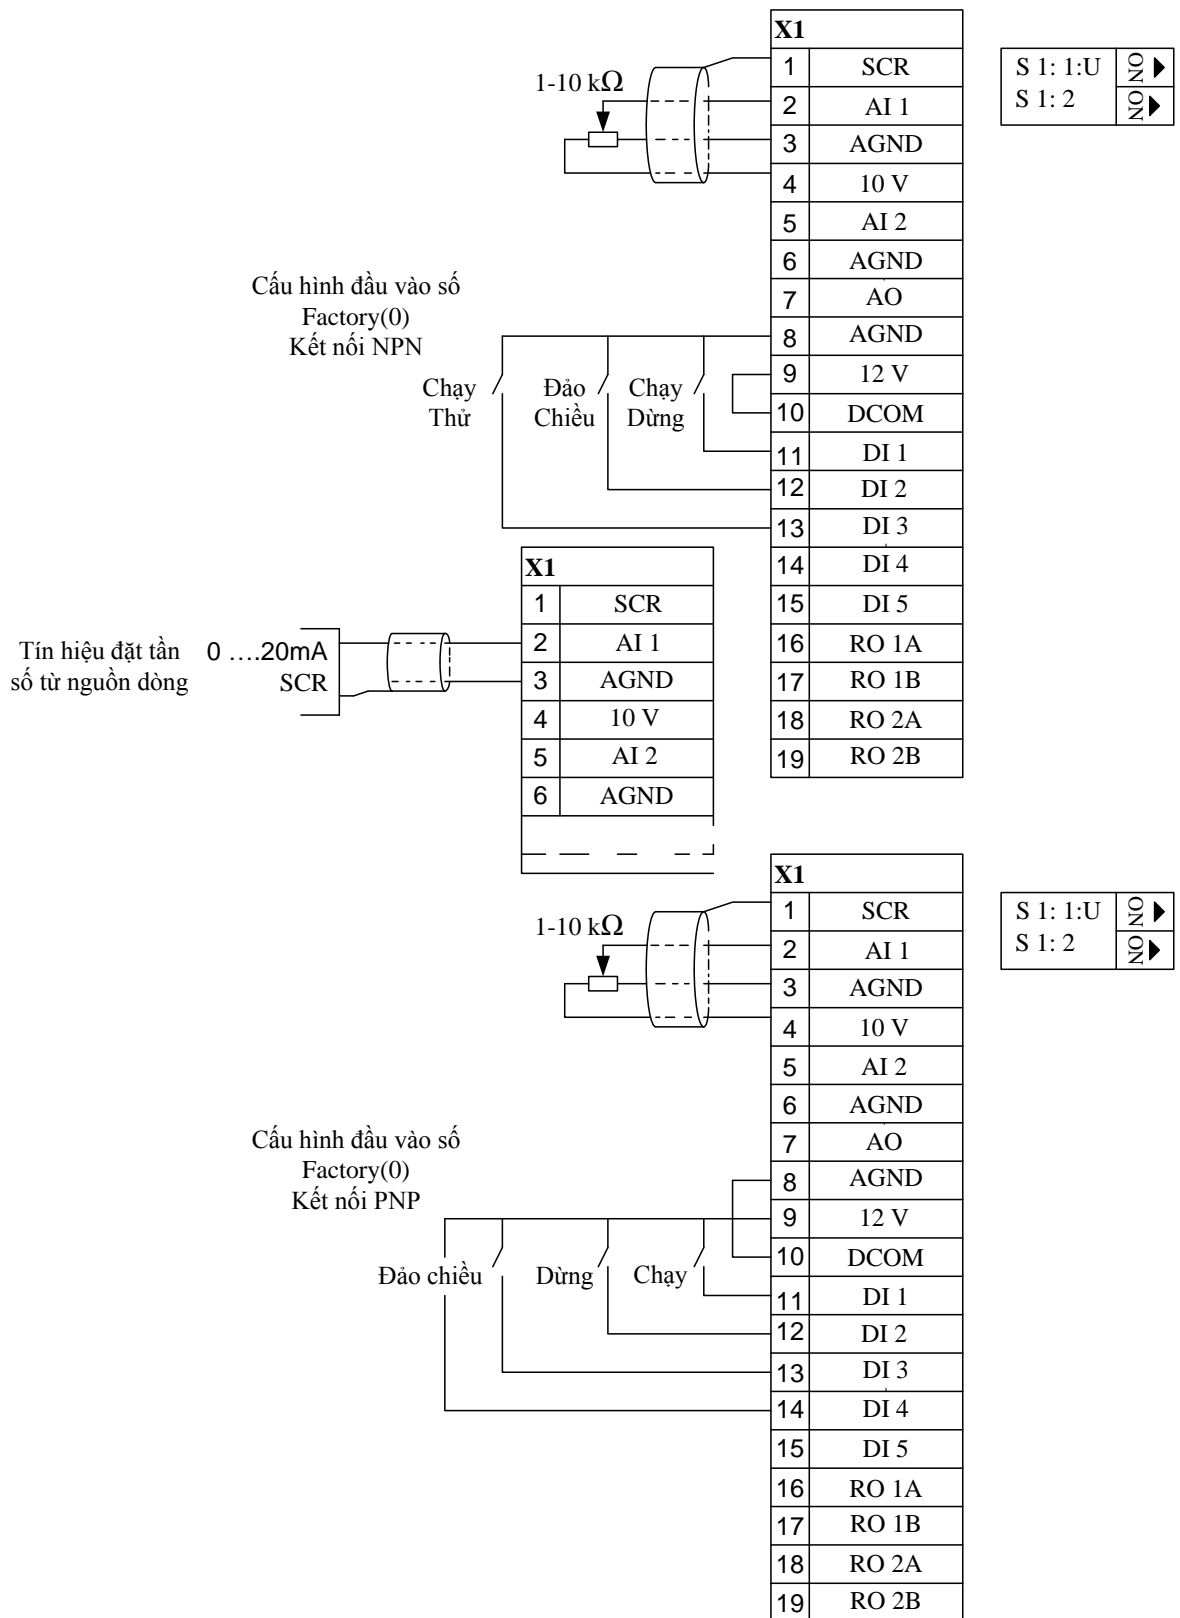 X1
1 SCR
2 AI 1
3 AGND
4 10 V
5 AI 2
6 AGND
7 AO
8 AGND
9 12 V
10 DCOM
11 DI 1
12 DI 2
13 DI 3
14 DI 4
15 DI 5
16 RO 1A
17 RO 1B
18 RO 2A
19 RO 2B
S 1: 1:U ON
S 1: 2 ON
1-10 kΩ
Cấu hình đầu vào số
Factory(0)
Kết nối NPN
Chạy
Thử
Đảo
Chiều
Chạy
Dừng
X1
1 SCR
2 AI 1
3 AGND
4 10 V
5 AI 2
6 AGND
Tín hiệu đặt tần
số từ nguồn dòng
0 ....20mA
SCR
X1
1 SCR
2 AI 1
3 AGND
4 10 V
5 AI 2
6 AGND
7 AO
8 AGND
9 12 V
10 DCOM
11 DI 1
12 DI 2
13 DI 3
14 DI 4
15 DI 5
16 RO 1A
17 RO 1B
18 RO 2A
19 RO 2B
S 1: 1:U ON
S 1: 2 ON
1-10 kΩ
Cấu hình đầu vào số
Factory(0)
Kết nối PNP
Đảo chiều
Dừng
Chạy